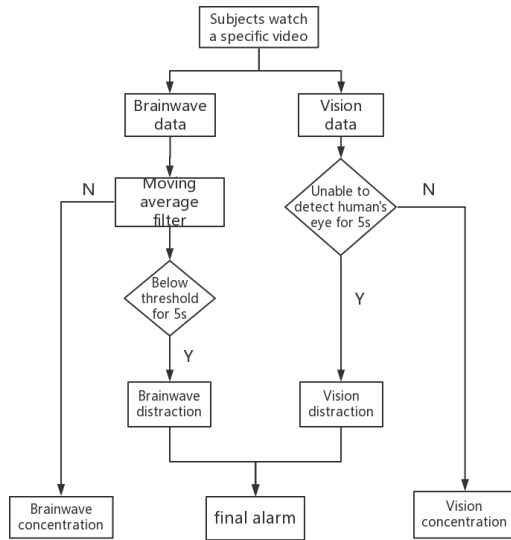 Subjects watch
a specific video
Brainwave
data
Vision
data
N
Moving
average
filter
Unable to
detect human's
eye for 5s
N
Below
threshold
for 5s
Y
Y
Brainwave
distraction
Vision
distraction
Brainwave
concentration
final alarm
Vision
concentration